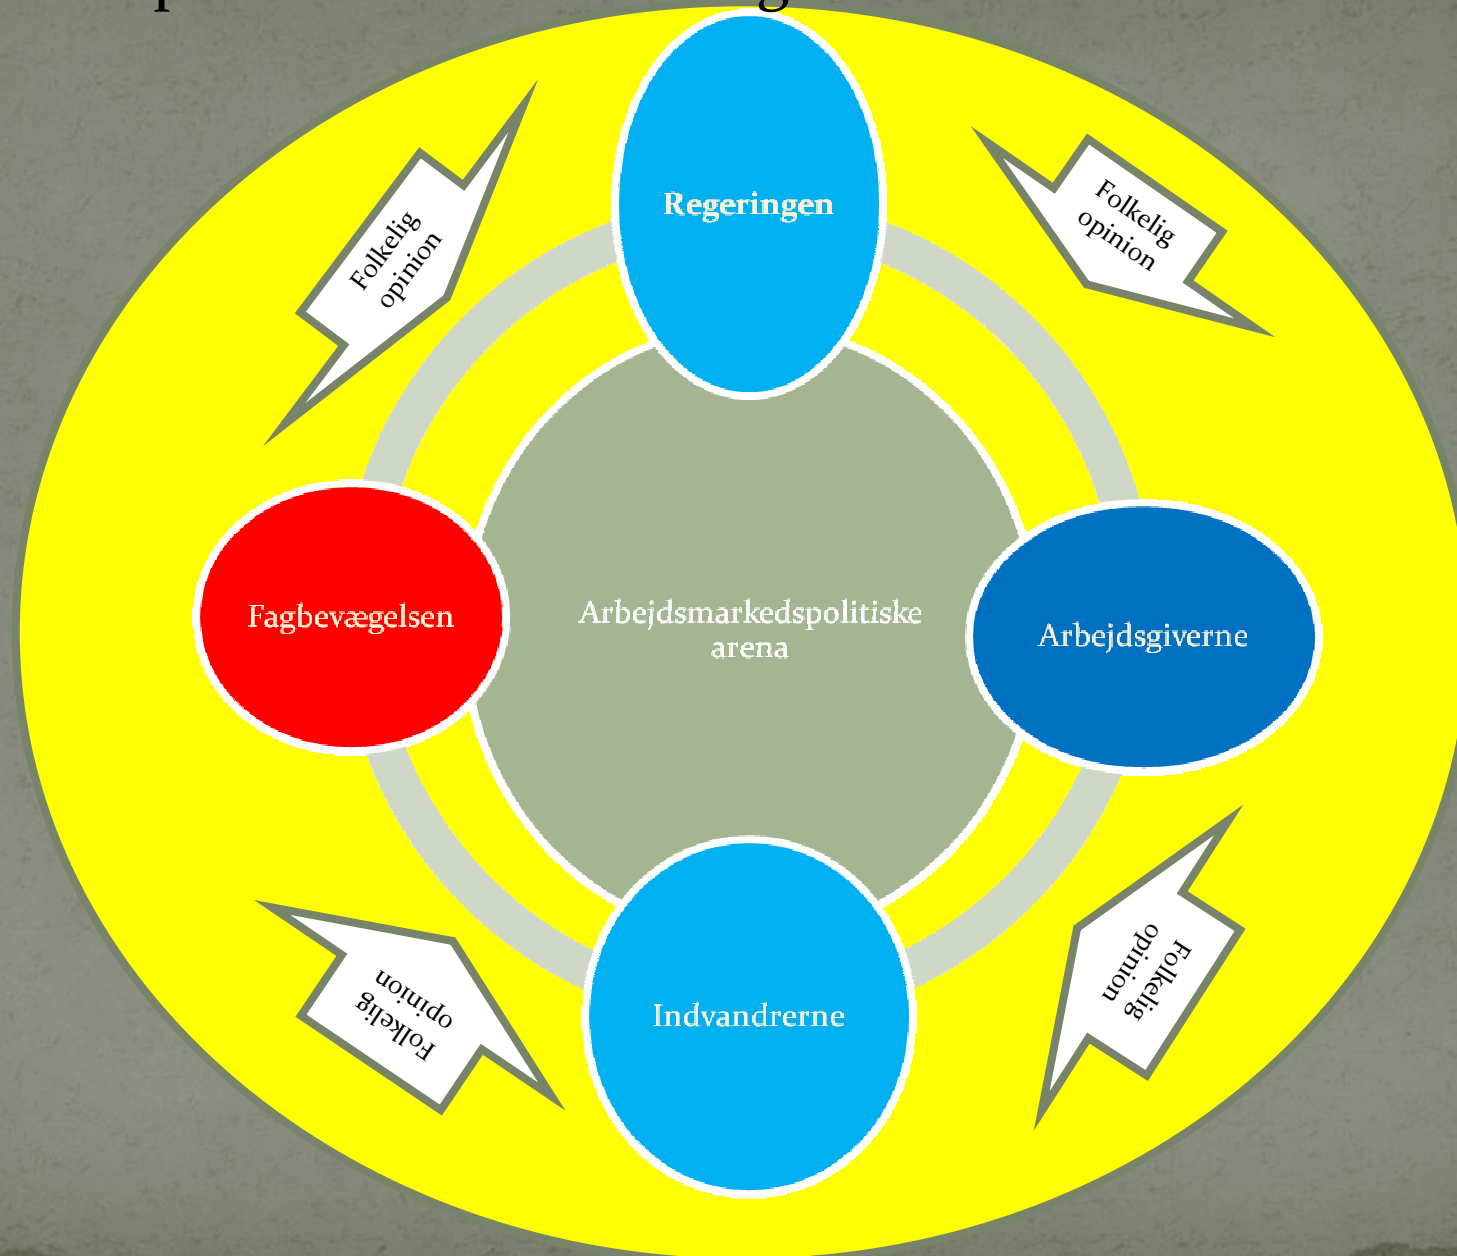 Regeringen
Folkelig
opinion
Folkelig
opinion
Fagbevægelsen
Arbejdsmarkedspolitiske
arena
Arbejdsgiverne
Folkelig
opinion
Indvandrerne
Folkelig
opinion